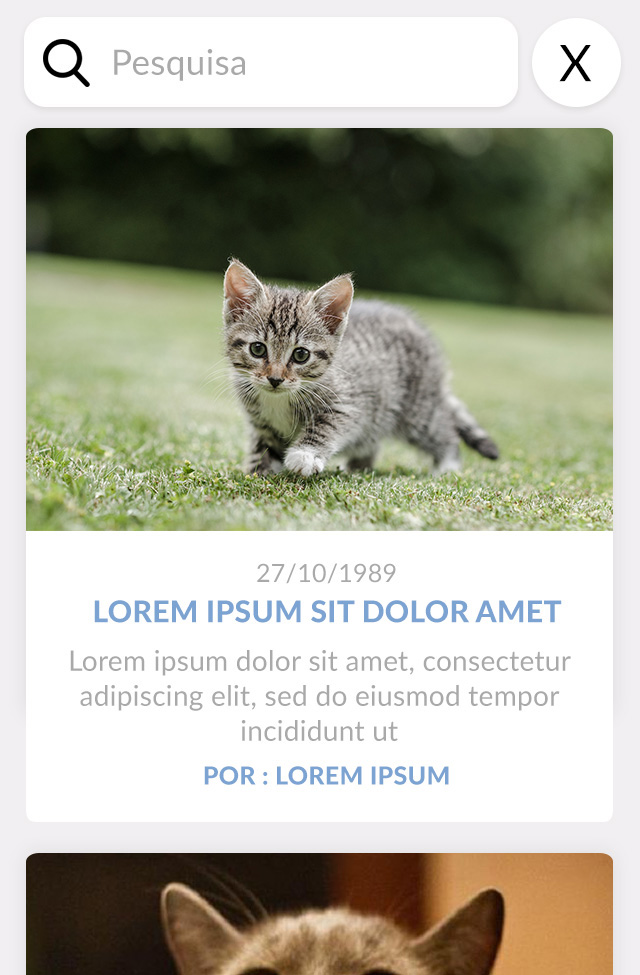 Pesquisa
X
27/10/1989
LOREM IPSUM SIT DOLOR AMET
Lorem ipsum dolor sit amet, consectetur
adipiscing elit, sed do eiusmod tempor
incididunt ut
POR : LOREM IPSUM